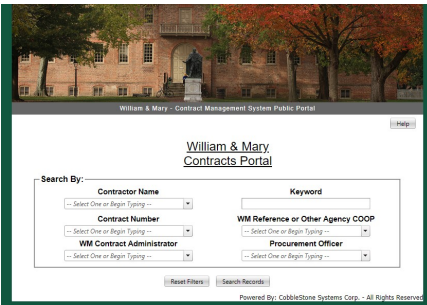 William & Mary - Contract Management System Public Portal
Help
William & Mary
Contracts Portal
Search By:
Contractor Name
Keyword
-- Select One or Begin Typing --
Contract Number
WM Reference or Other Agency COOP
-- Select One or Begin Typing --
-- Select One or Begin Typing --
WM Contract Administrator
Procurement Officer
-- Select One or Begin Typing --
-- Select One or Begin Typing --
Reset Filters
Search Records
Powered By: CobbleStone Systems Corp. - All Rights Reserved